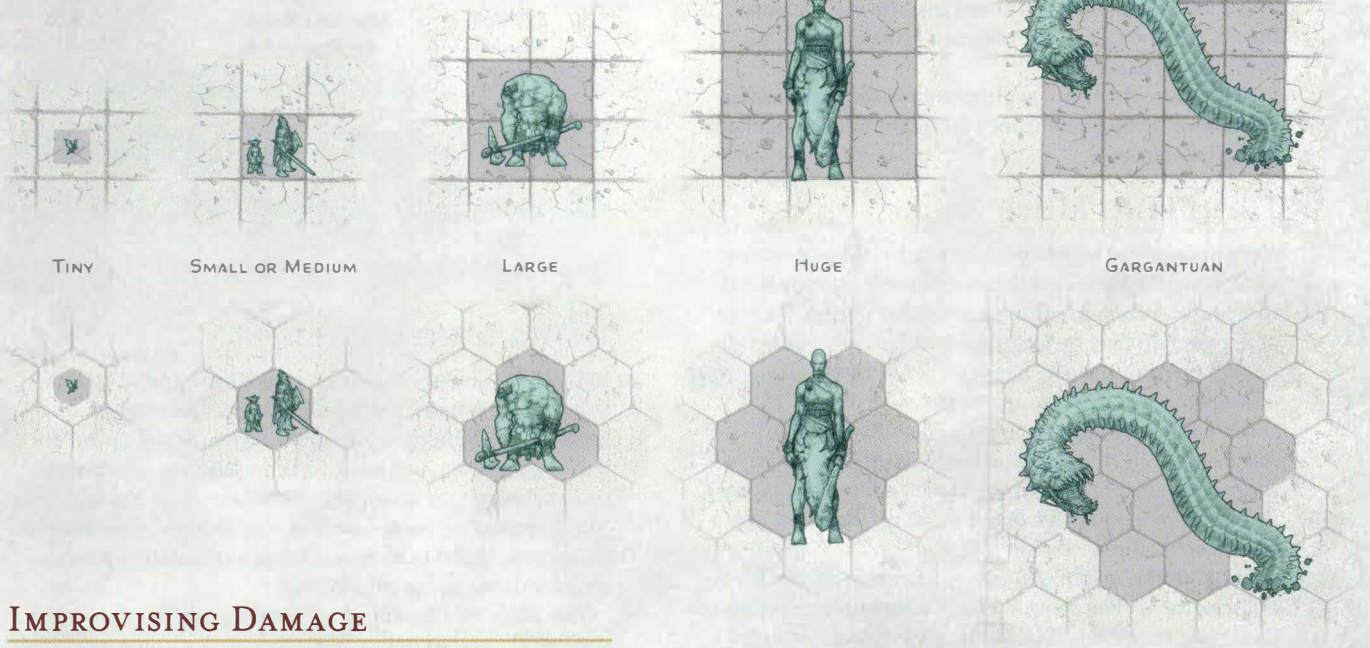 Tiny
Small or Medium
Large
Huge
Gargantuan
Improvising Damage